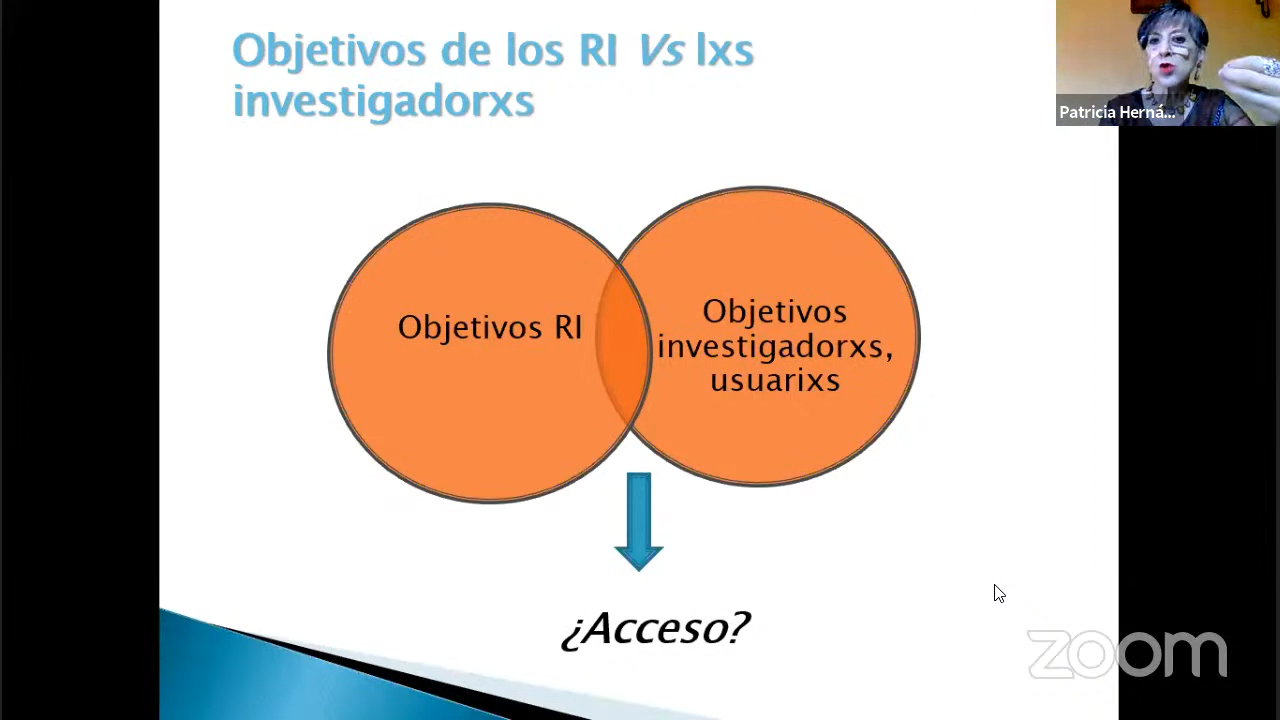 Objetivos de los RI Vs lxs
investigadorxs
Patricia Herná...
Objetivos RI
Objetivos
investigadorxs,
usuarixs
¿Acceso?
zoom